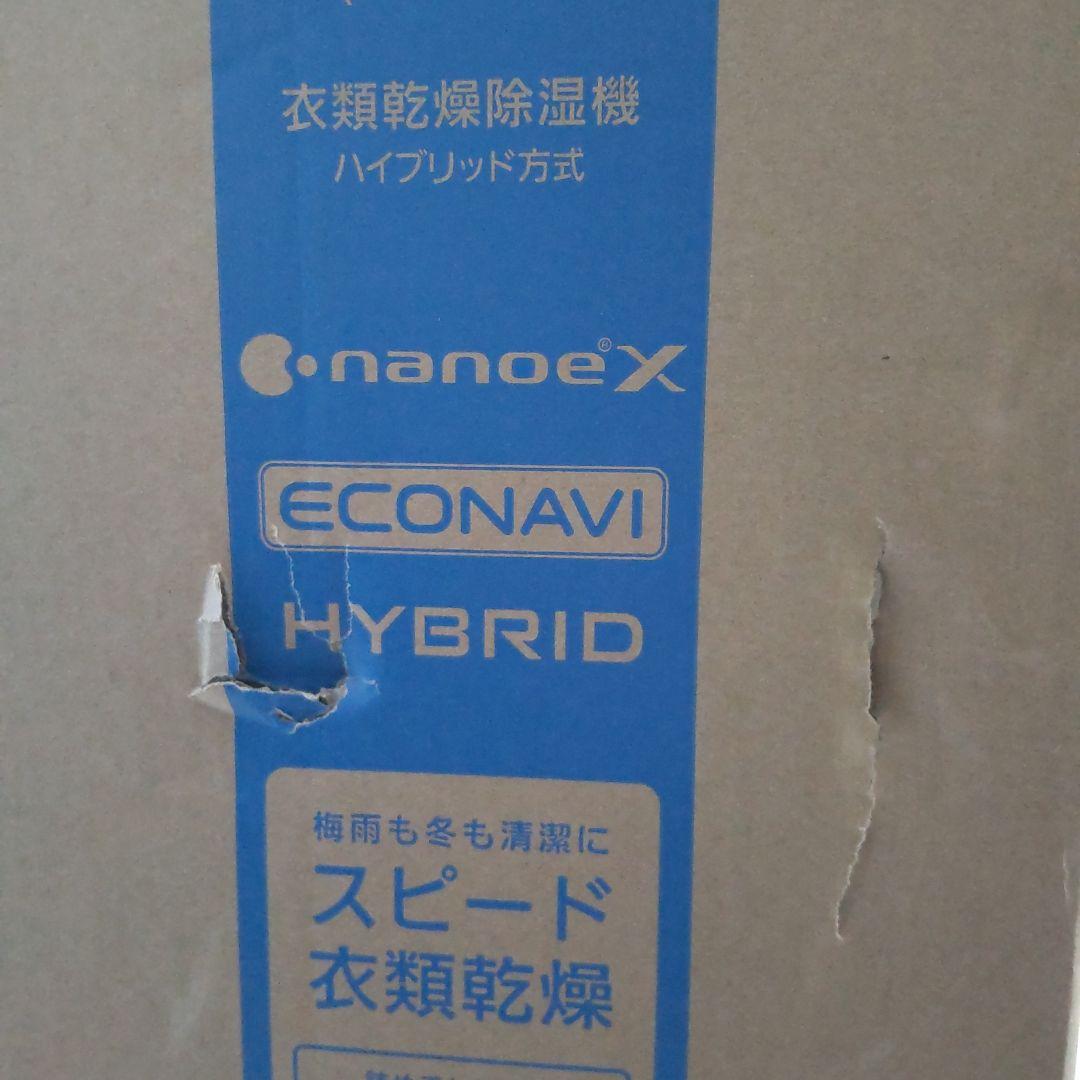 衣類乾燥除湿機
ハイブリッド方式
nanoe®X
ECONAVI
HYBRID
梅雨も冬も清潔に
スピード
衣類乾燥